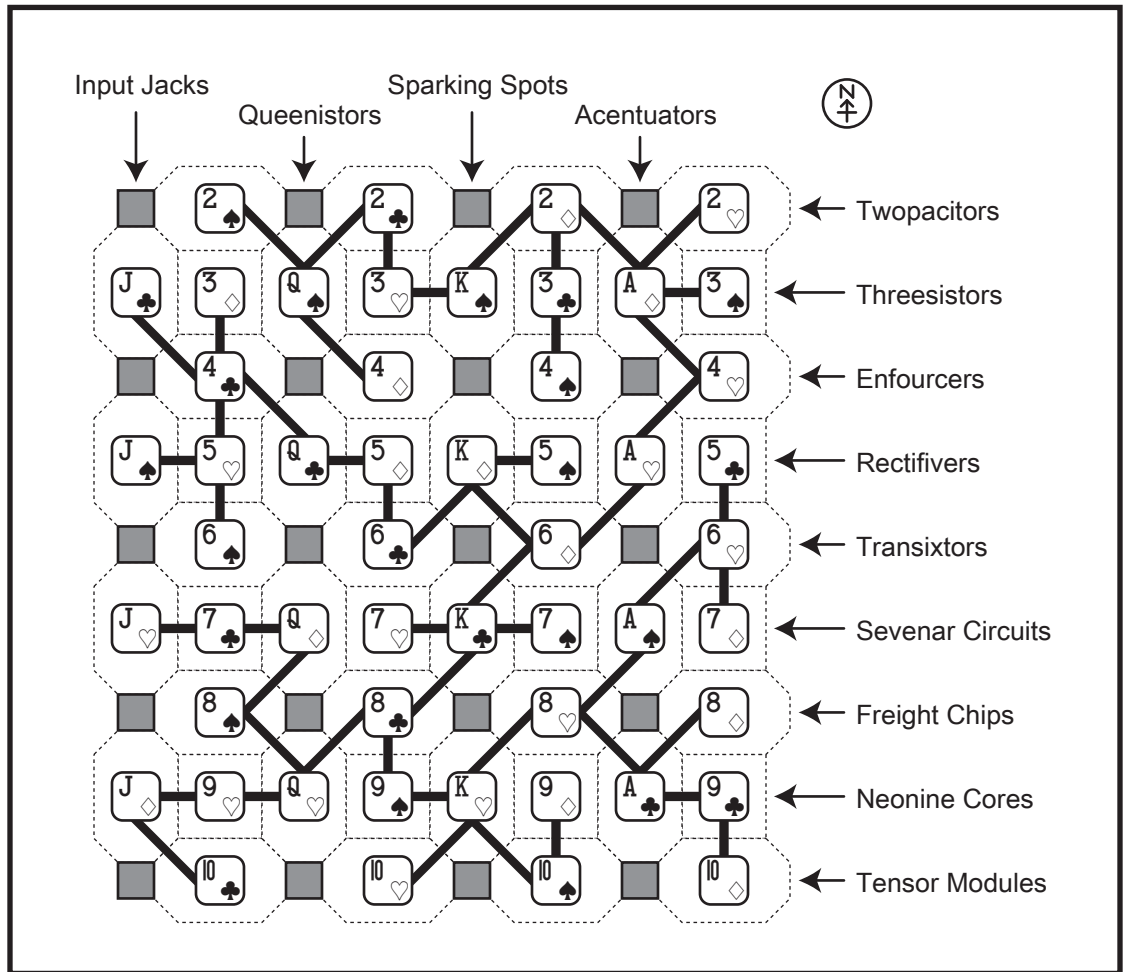 Input Jacks
Sparking Spots
N
Queenistors
Acentuators
2♠ 2♣ 2♢ 2♡ Twopacitors
J♣ 3♢ Q♠ 3♡ K♠ 3♣ A♢ 3♠ Threesistors
4♣ 4♢ 4♠ 4♡ Enfourcers
J♠ 5♡ Q♣ 5♢ K♢ 5♠ A♡ 5♣ Rectifivers
6♠ 6♣ 6♢ 6♡ Transixtors
J♡ 7♣ Q♢ 7♡ K♣ 7♠ A♠ 7♢ Sevenar Circuits
8♠ 8♣ 8♡ 8♢ Freight Chips
J♢ 9♡ Q♡ 9♠ K♡ 9♢ A♣ 9♣ Neonine Cores
10♣ 10♡ 10♠ 10♢ Tensor Modules